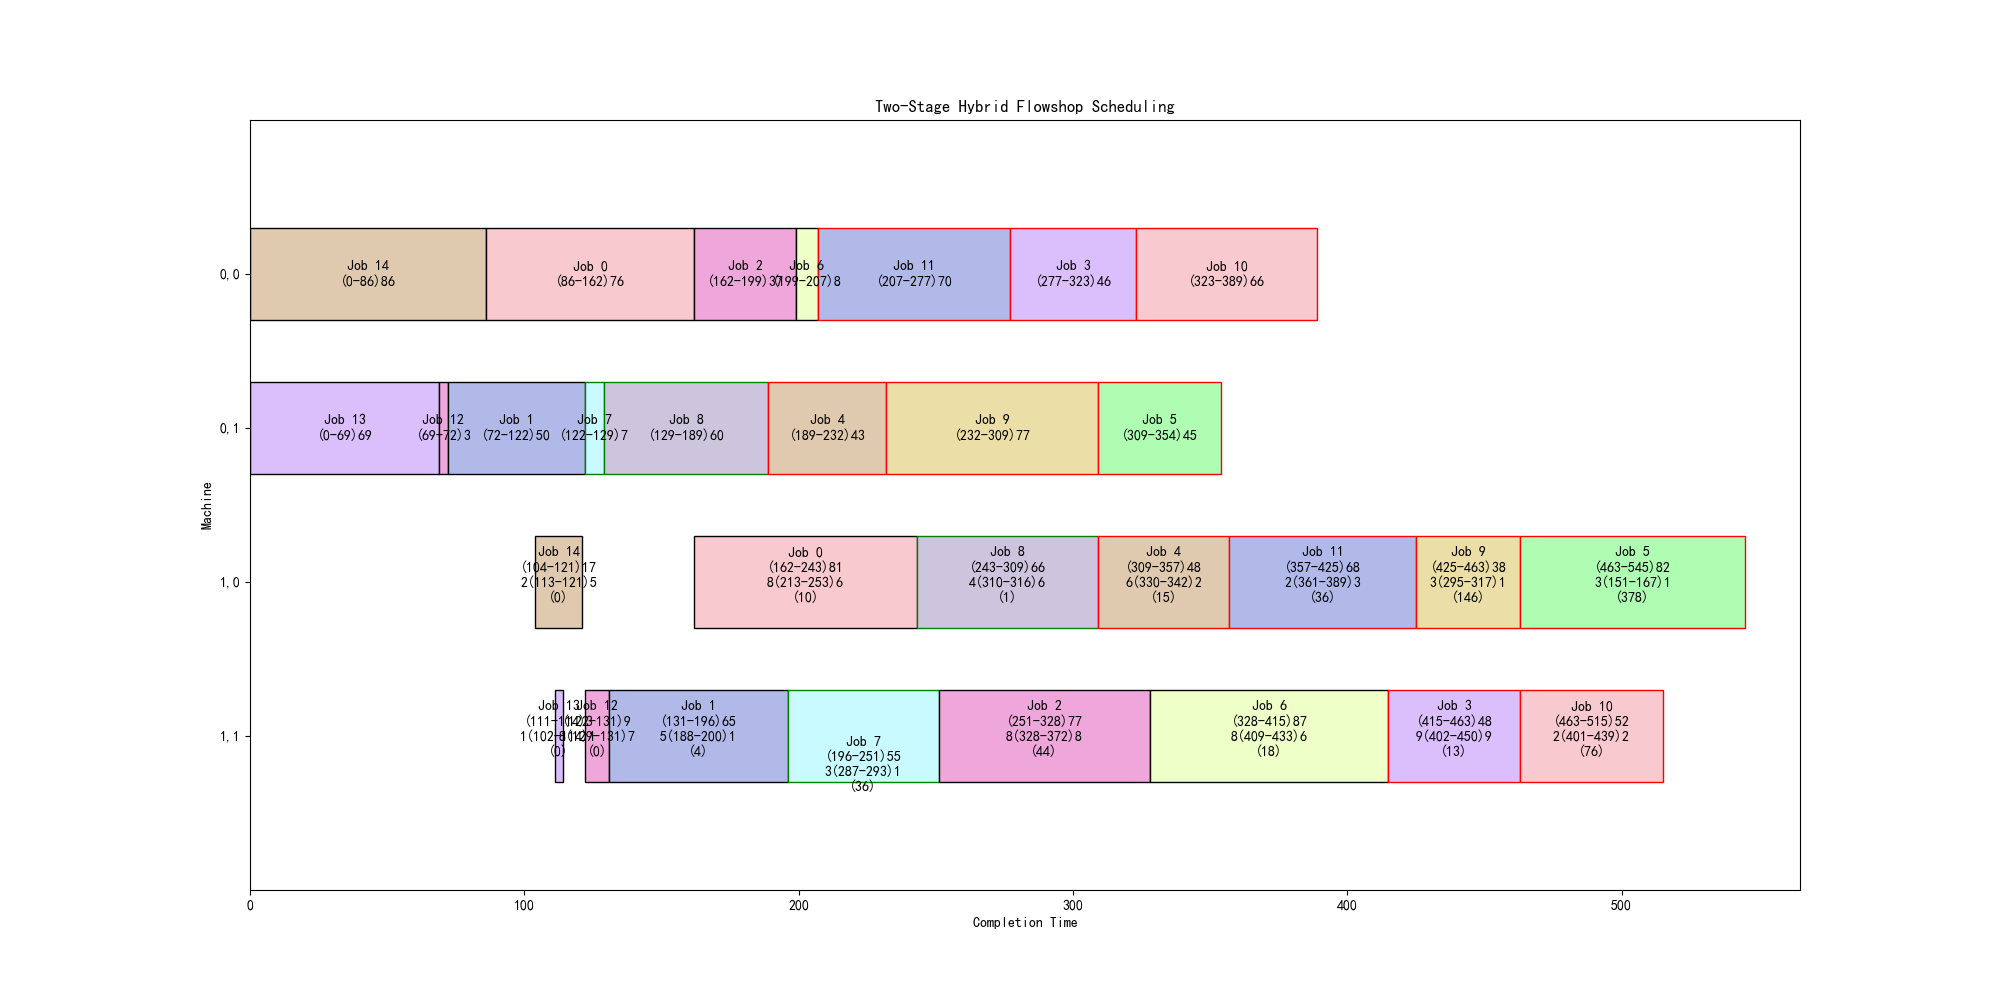 Two-Stage Hybrid Flowshop Scheduling
0,0
Job 14
(0-86)86
Job 0
(86-162)76
Job 2
(162-199)37
Job 6
(199-207)8
Job 11
(207-277)70
Job 3
(277-323)46
Job 10
(323-389)66
0,1
Job 13
(0-69)69
Job 12
(69-72)3
Job 1
(72-122)50
Job 7
(122-129)7
Job 8
(129-189)60
Job 4
(189-232)43
Job 9
(232-309)77
Job 5
(309-354)45
Machine
1,0
Job 14
(104-121)17
2(113-121)5
(0)
Job 0
(162-243)81
8(213-253)6
(10)
Job 8
(243-309)66
4(310-316)6
(1)
Job 4
(309-357)48
6(330-342)2
(15)
Job 11
(357-425)68
2(361-389)3
(36)
Job 9
(425-463)38
3(295-317)1
(146)
Job 5
(463-545)82
3(151-167)1
(378)
1,1
Job 13
(0)
Job 12
(122-131)9
(0)
Job 1
(131-196)65
5(188-200)1
(4)
Job 7
(196-251)55
3(287-293)1
(36)
Job 2
(251-328)77
8(328-372)8
(44)
Job 6
(328-415)87
8(409-433)6
(18)
Job 3
(415-463)48
9(402-450)9
(13)
Job 10
(463-515)52
2(401-439)2
(76)
0
100
200
300
400
500
Completion Time